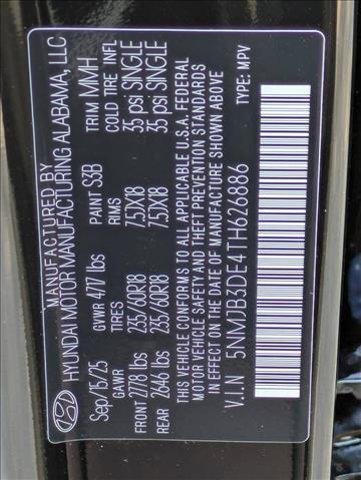 MANUFACTURED BY
HYUNDAI MOTOR MANUFACTURING ALABAMA, LLC
Sep/15/25 GVWR 4717 lbs PAINT S3B TRIM MMH
GAWR RIMS COLD TIRE INFL
FRONT 2778 lbs 235/60R18 7.5JX18 35 psi SINGLE
REAR 2646 lbs 235/60R18 7.5JX18 35 psi SINGLE
THIS VEHICLE CONFORMS TO ALL APPLICABLE U.S.A. FEDERAL
MOTOR VEHICLE SAFETY AND THEFT PREVENTION STANDARDS
IN EFFECT ON THE DATE OF MANUFACTURE SHOWN ABOVE
V.I.N 5NMJB3DE4TH626886 TYPE: MPV